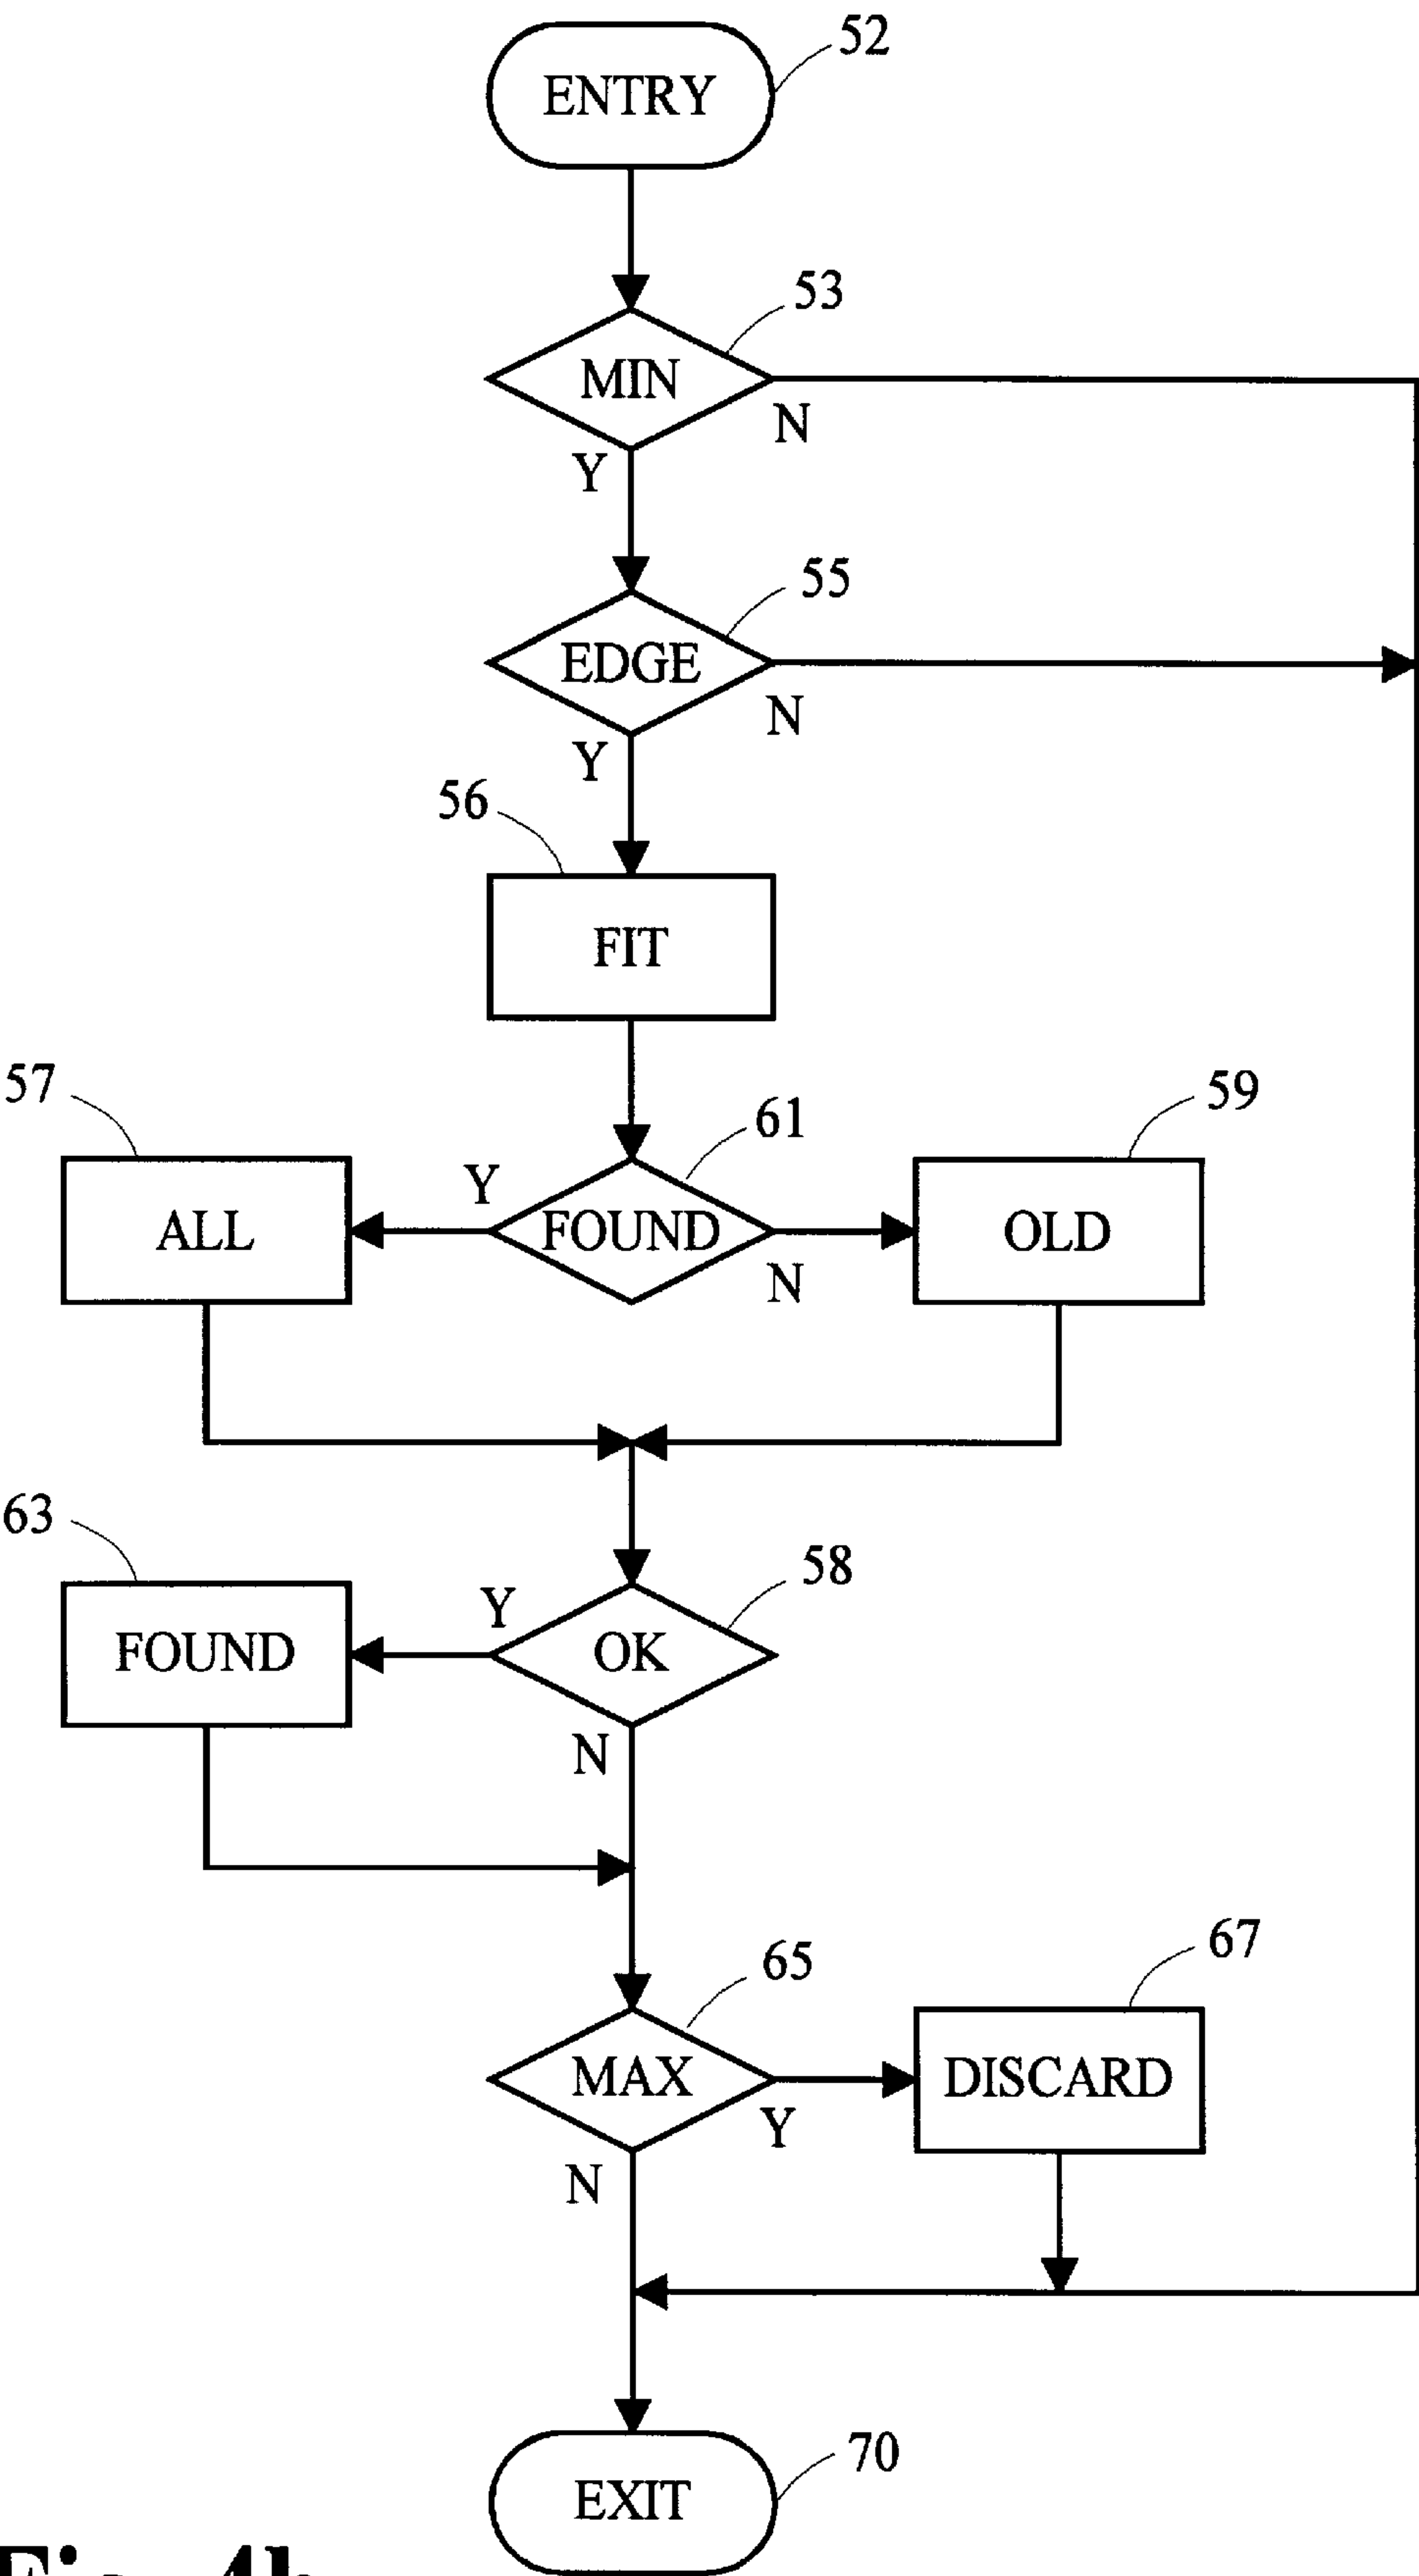 52
ENTRY
53
MIN
N
Y
55
EDGE
N
Y
56
FIT
57
61
59
Y
ALL
FOUND
OLD
N
63
58
Y
FOUND
OK
N
65
67
MAX
DISCARD
Y
N
70
EXIT